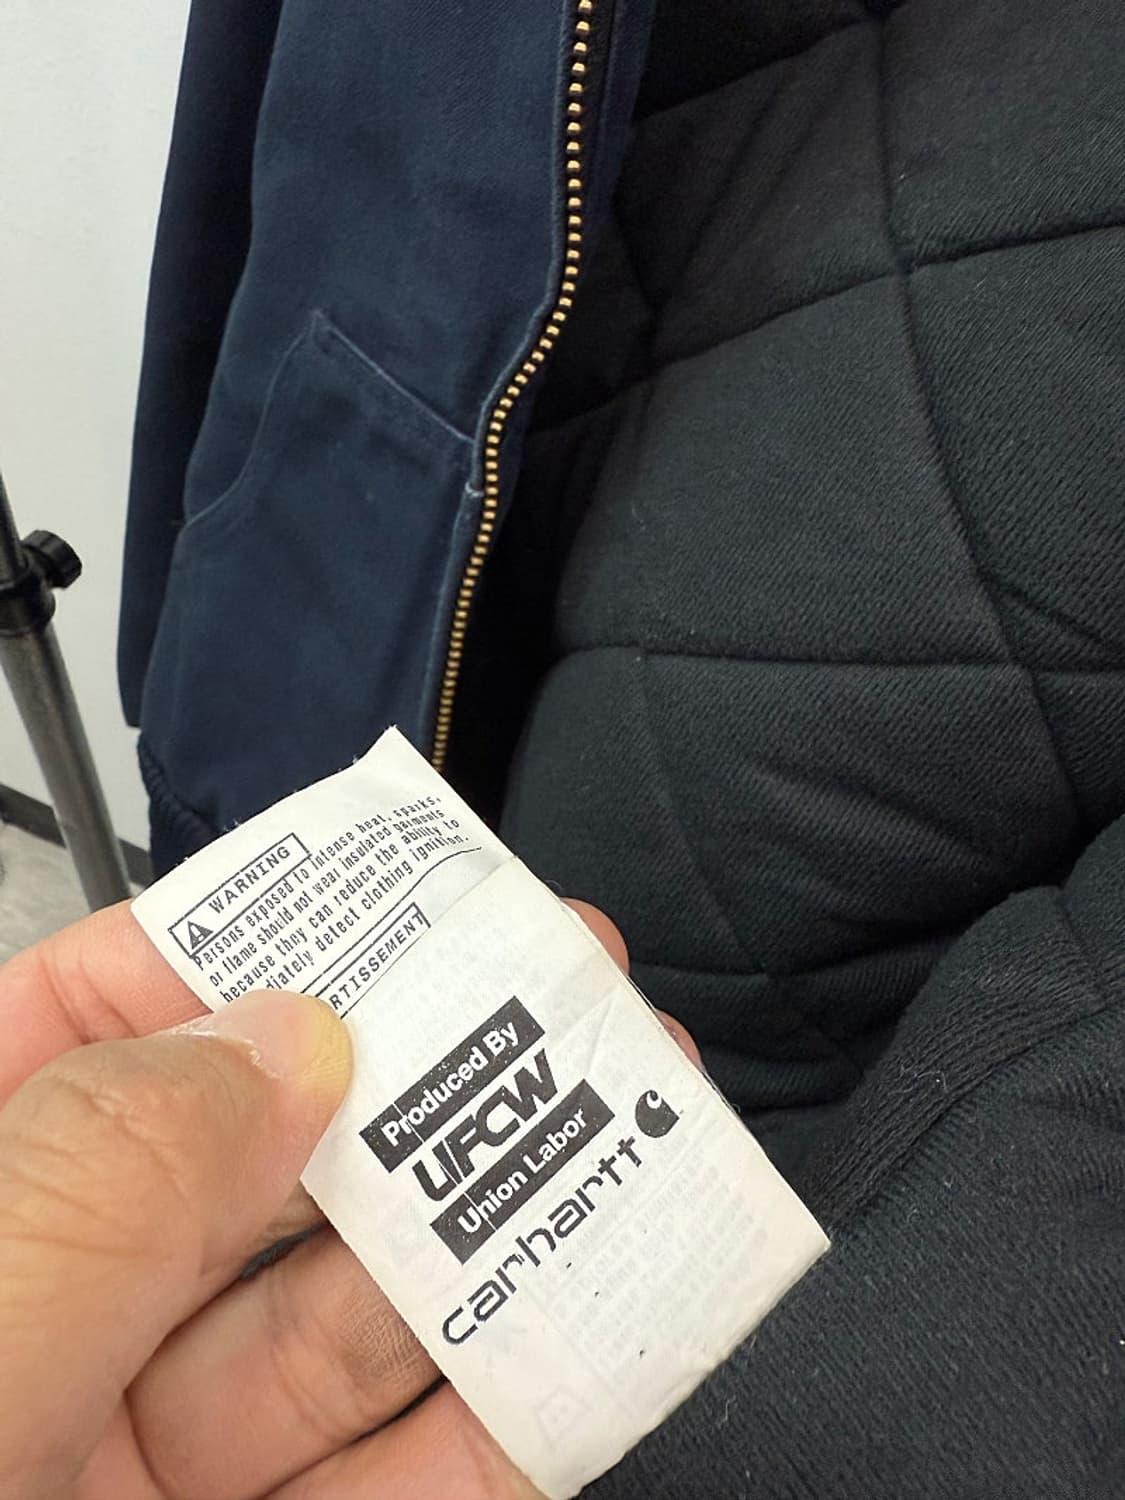 WARNING
Persons exposed to intense heat, sparks,
or flame should not wear insulated garments
because they can reduce the ability to
diately detect clothing ignition.
RTISSEMENT
Produced By
UFCW
Union Labor
carhartt